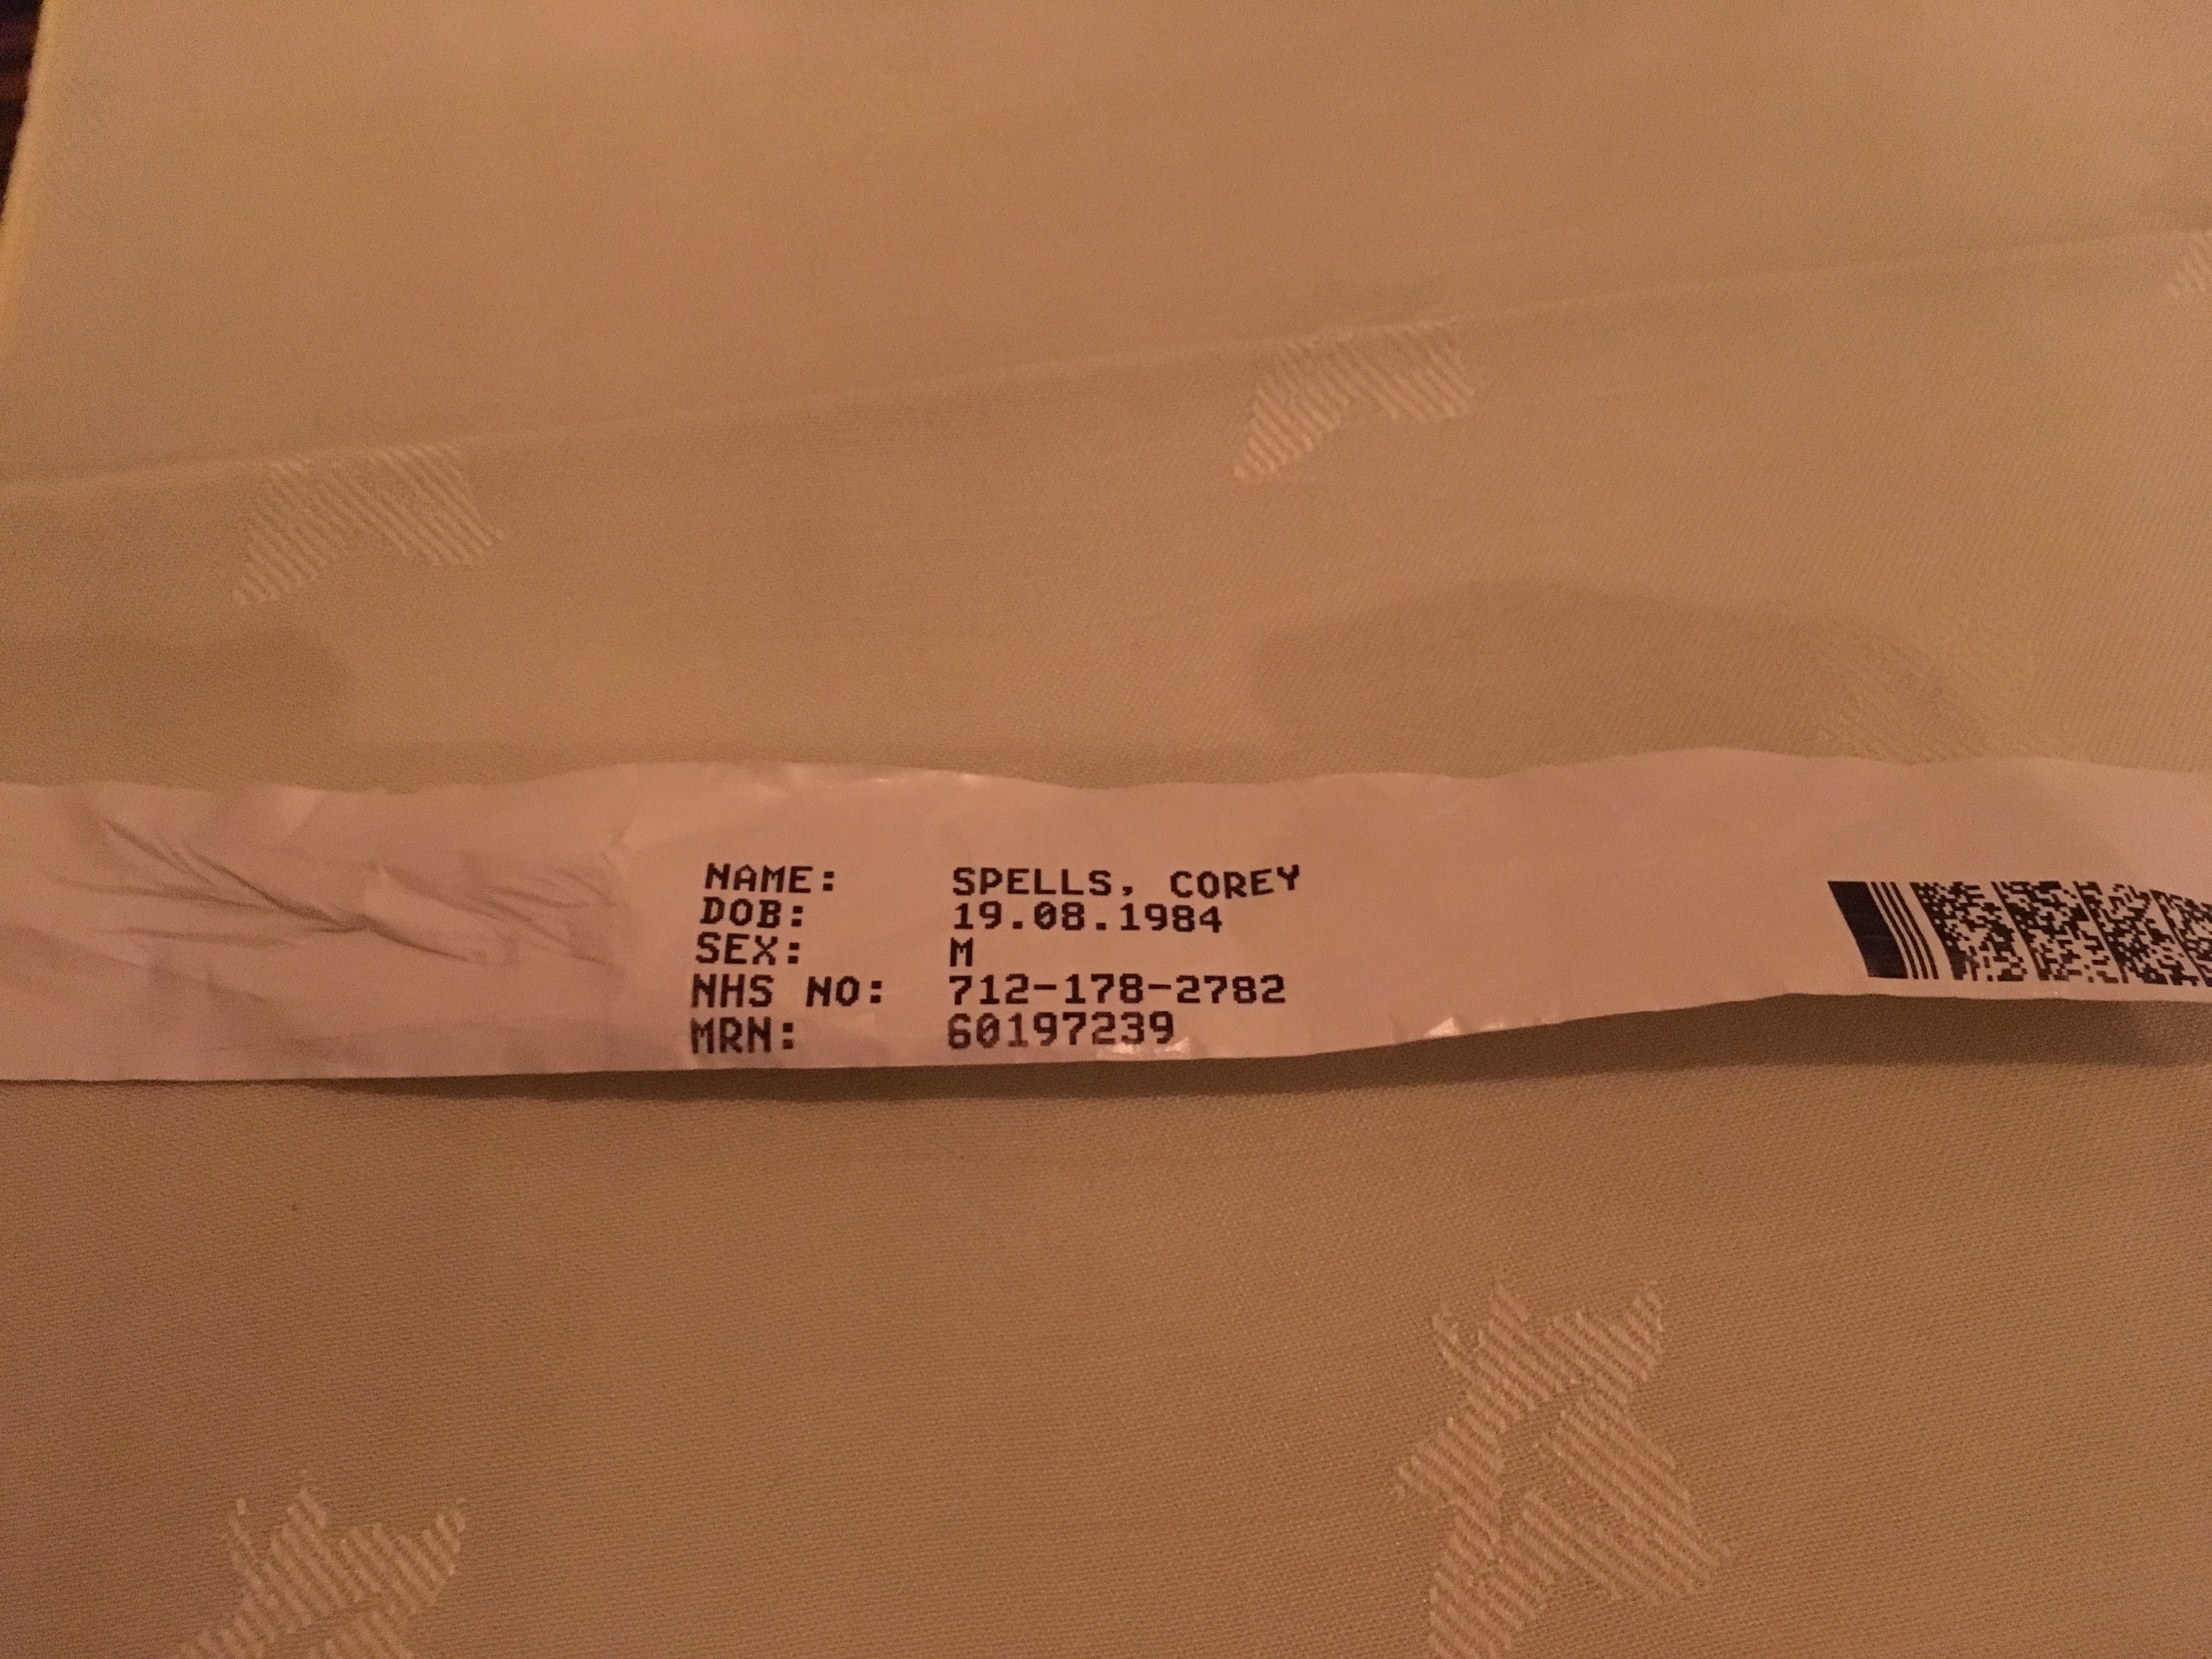 NAME: SPELLS, COREY
DOB: 19.08.1984
SEX: M
NHS NO: 712-178-2782
MRN: 60197239